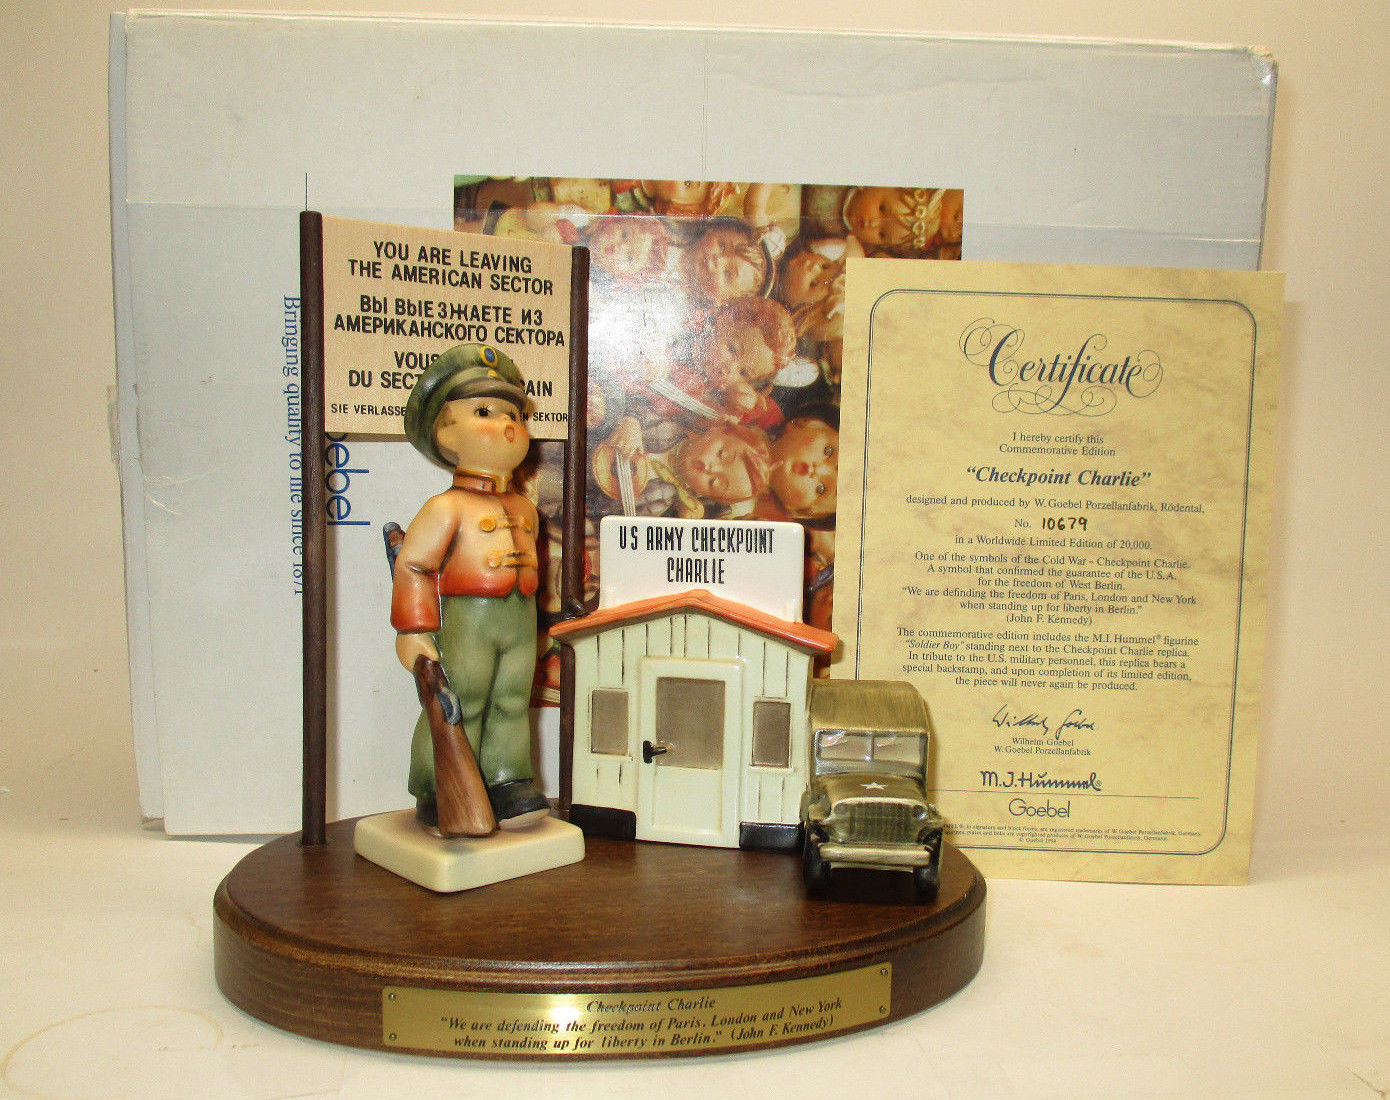 YOU ARE LEAVING
THE AMERICAN SECTOR
ВЫ ВЫЕЗЖАЕТЕ ИЗ
АМЕРИКАНСКОГО СЕКТОРА
VOUS
DU SECT AIN
SIE VERLASSE EN SEKTOR
Bringing quality to life since 1871
oebel
US ARMY CHECKPOINT
CHARLIE
Certificate
I hereby certify this
Commemorative Edition
“Checkpoint Charlie”
designed and produced by W. Goebel Porzellanfabrik, Rödental,
No. 10679
in a Worldwide Limited Edition of 20,000.
One of the symbols of the Cold War – Checkpoint Charlie.
A symbol that confirmed the guarantee of the U.S.A.
for the freedom of West Berlin.
“We are definding the freedom of Paris, London and New York
when standing up for liberty in Berlin.”
(John F. Kennedy)
The commemorative edition includes the M.I. Hummel® figurine
“Soldier Boy” standing next to the Checkpoint Charlie replica.
In tribute to the U.S. military personnel, this replica bears a
special backstamp, and upon completion of its limited edition,
the piece will never again be produced.
Wilhelm Goebel
Wilhelm Goebel
W. Goebel Porzellanfabrik
M.J.Hummel®
Goebel
Checkpoint Charlie
“We are defending the freedom of Paris, London and New York
when standing up for liberty in Berlin.” (John F. Kennedy)